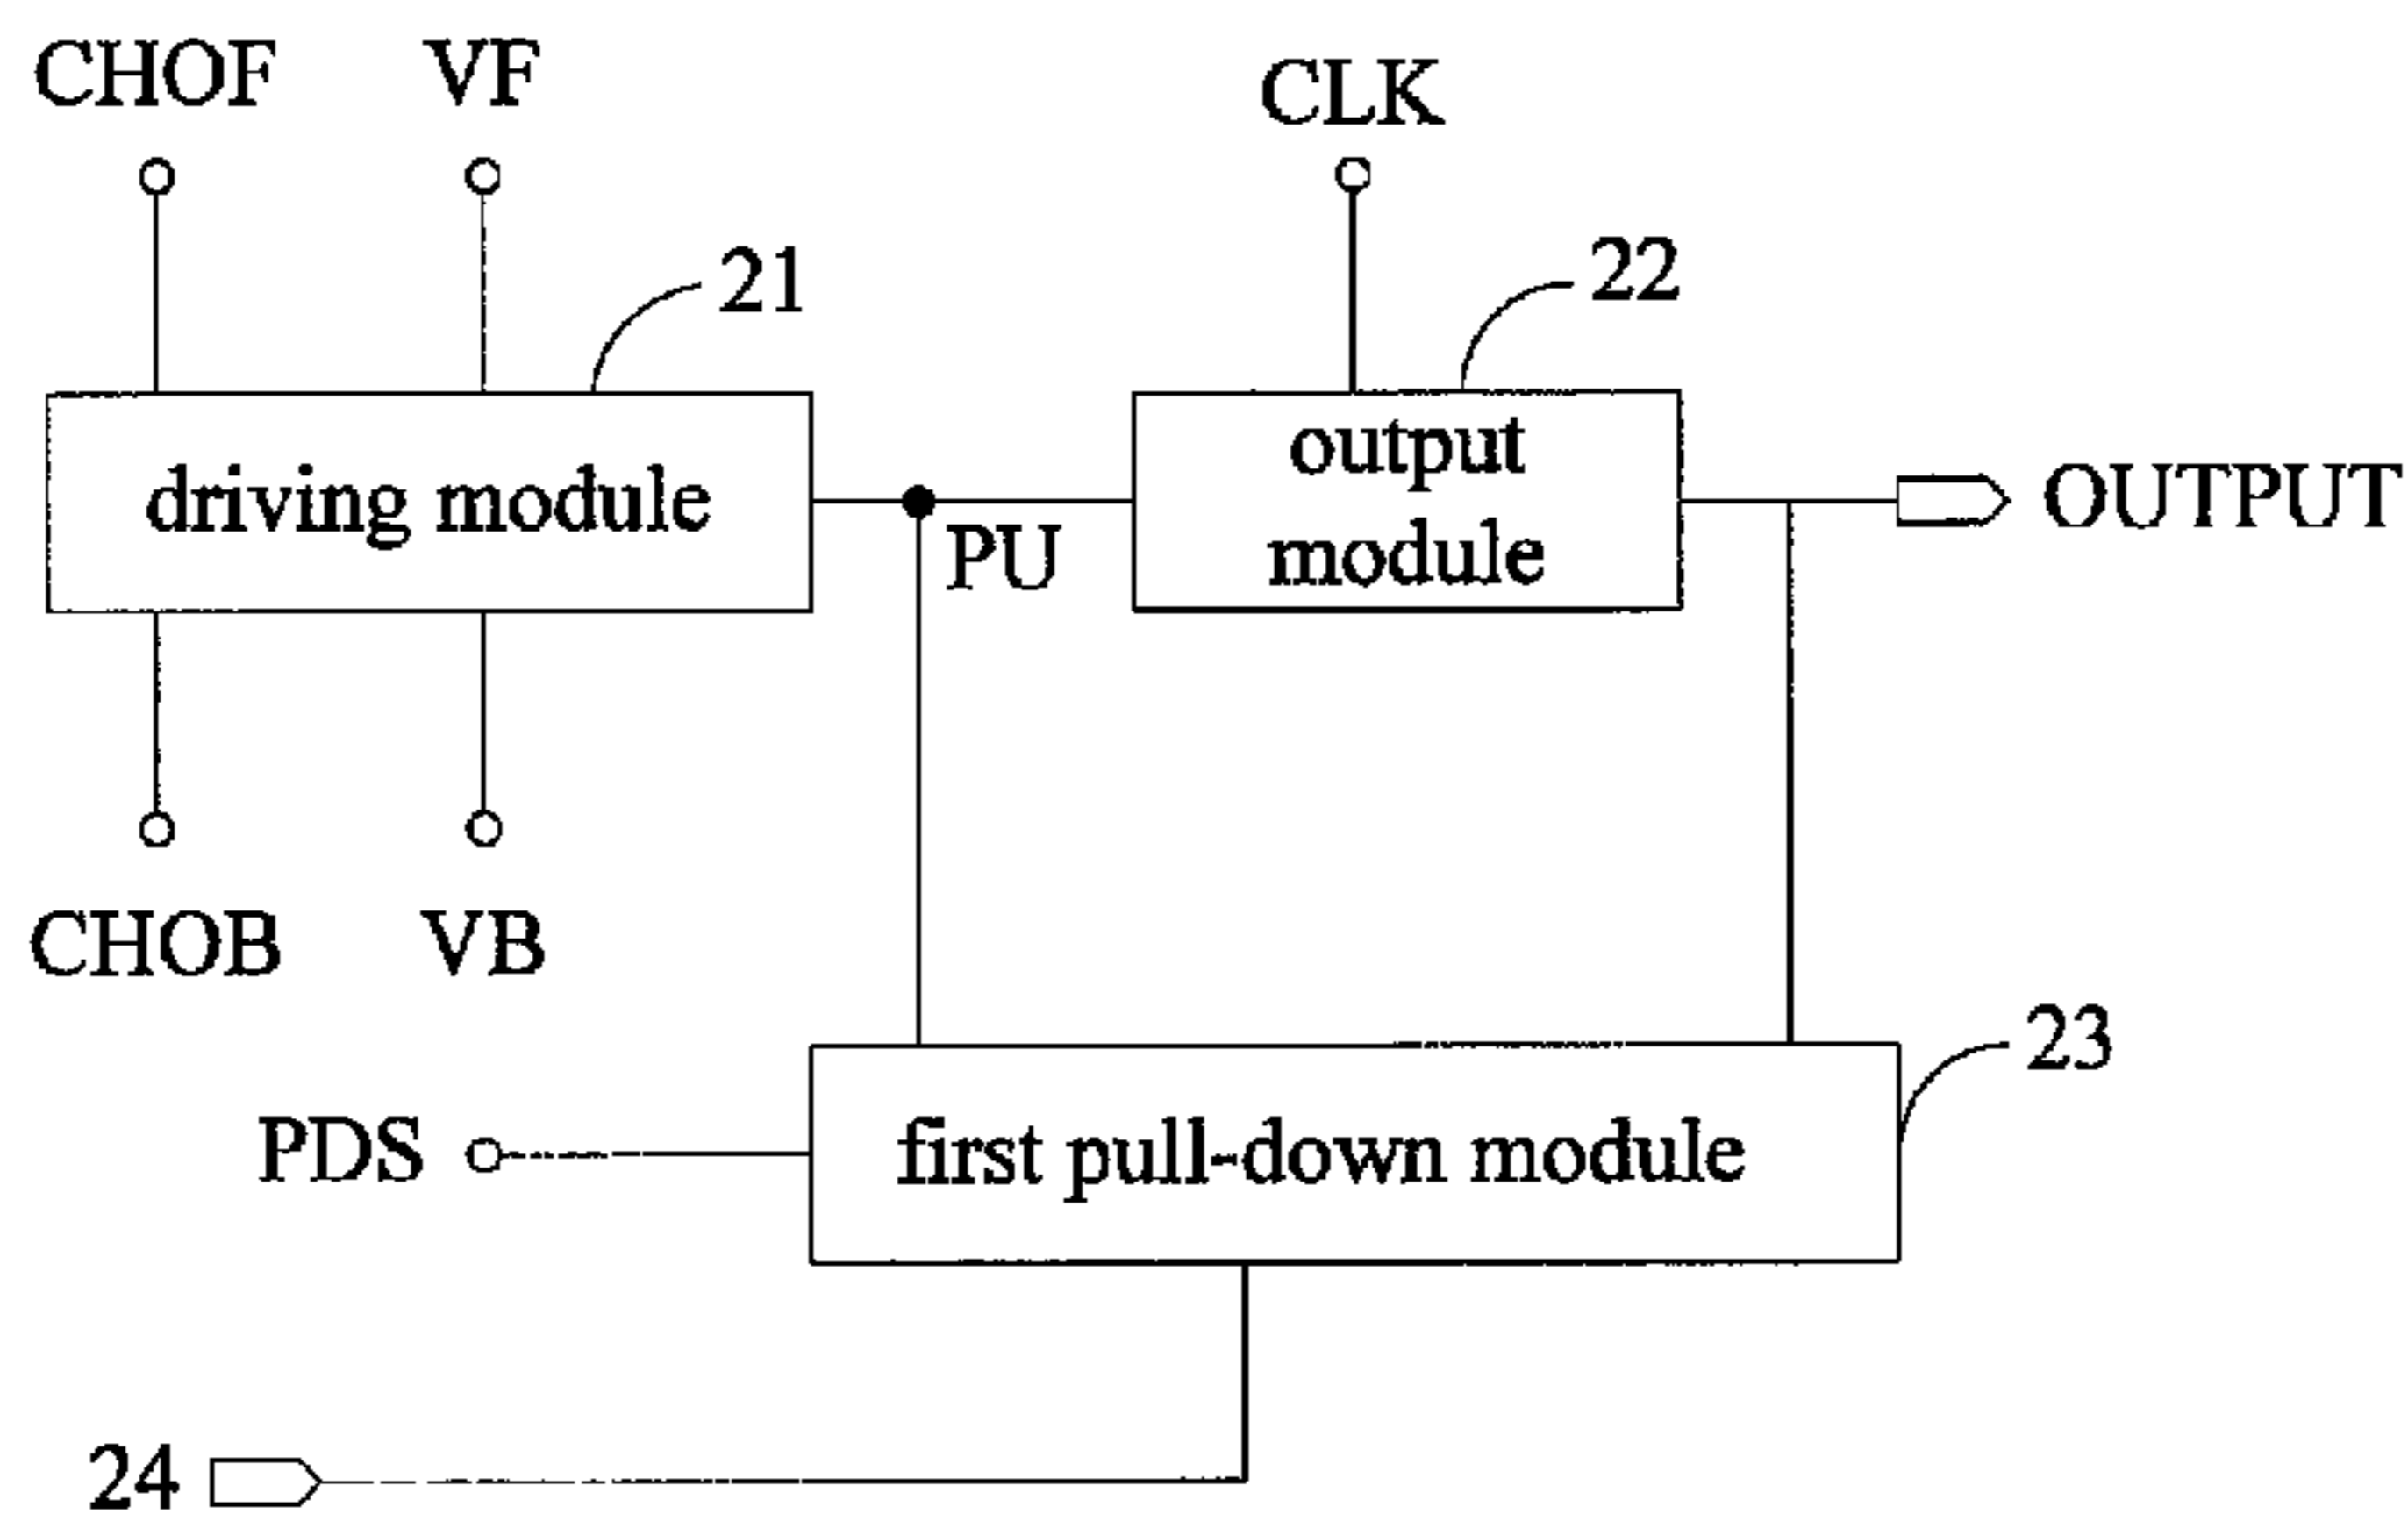 CHOF
VF
CLK
21
22
driving module
output
module
OUTPUT
PU
CHOB
VB
23
PDS
first pull-down module
24